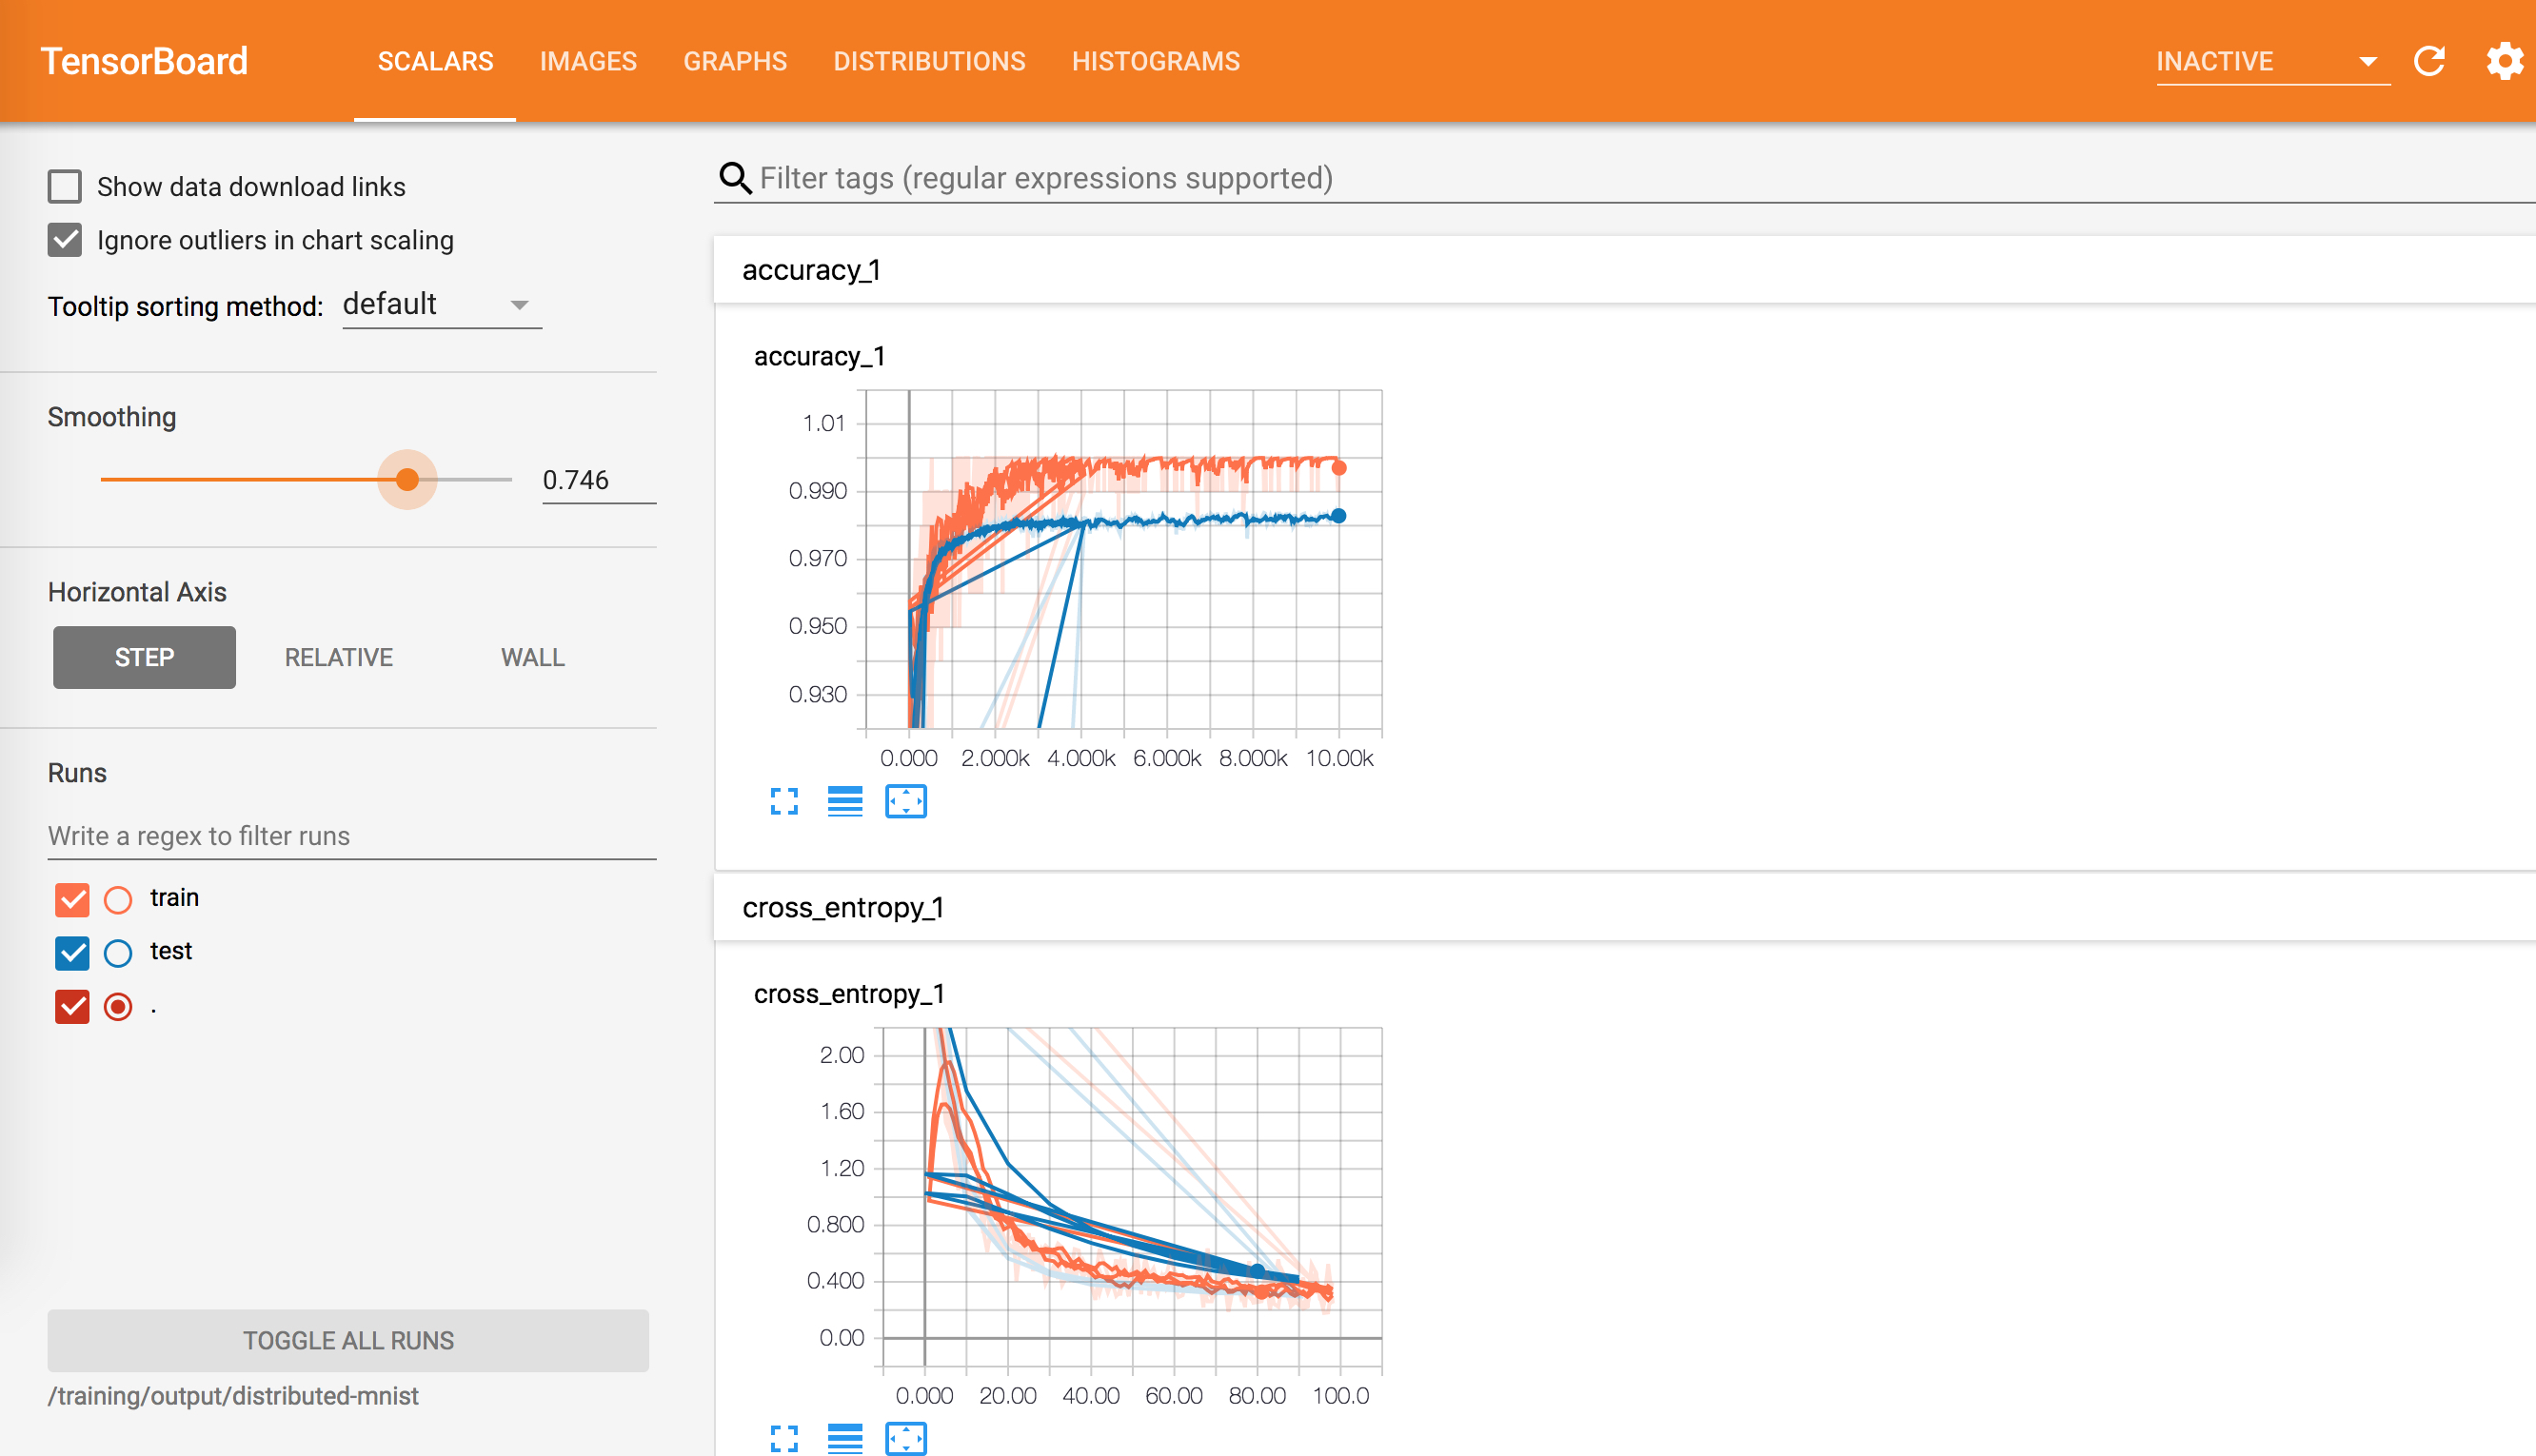 TensorBoard SCALARS IMAGES GRAPHS DISTRIBUTIONS HISTOGRAMS INACTIVE
Show data download links
Ignore outliers in chart scaling
Tooltip sorting method: default
Smoothing
0.746
Horizontal Axis
STEP RELATIVE WALL
Runs
Write a regex to filter runs
train
test
.
TOGGLE ALL RUNS
/training/output/distributed-mnist
Filter tags (regular expressions supported)
accuracy_1
accuracy_1
1.01
0.990
0.970
0.950
0.930
0.000 2.000k 4.000k 6.000k 8.000k 10.00k
cross_entropy_1
cross_entropy_1
2.00
1.60
1.20
0.800
0.400
0.00
0.000 20.00 40.00 60.00 80.00 100.0